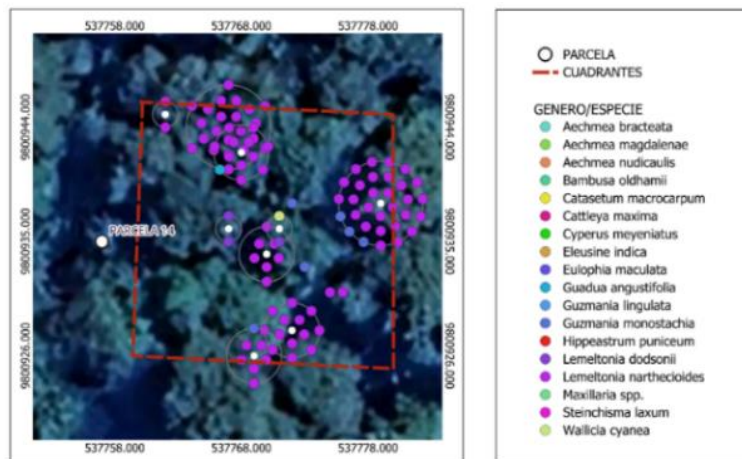 537758.000 537768.000 537778.000
9800944.000 9800944.000
9800935.000 9800935.000
9800926.000 9800926.000
PARCELA 14
537758.000 537768.000 537778.000
PARCELA
CUADRANTES
GENERO/ESPECIE
Aechmea bracteata
Aechmea magdalenae
Aechmea nudicaulis
Bambusa oldhamii
Catasetum macrocarpum
Cattleya maxima
Cyperus meyeniatus
Eleusine indica
Eulophia maculata
Guadua angustifolia
Guzmania lingulata
Guzmania monostachia
Hippeastrum puniceum
Lemeltonia dodsonii
Lemeltonia narthecioides
Maxillaria spp.
Steinchisma laxum
Wallicia cyanea